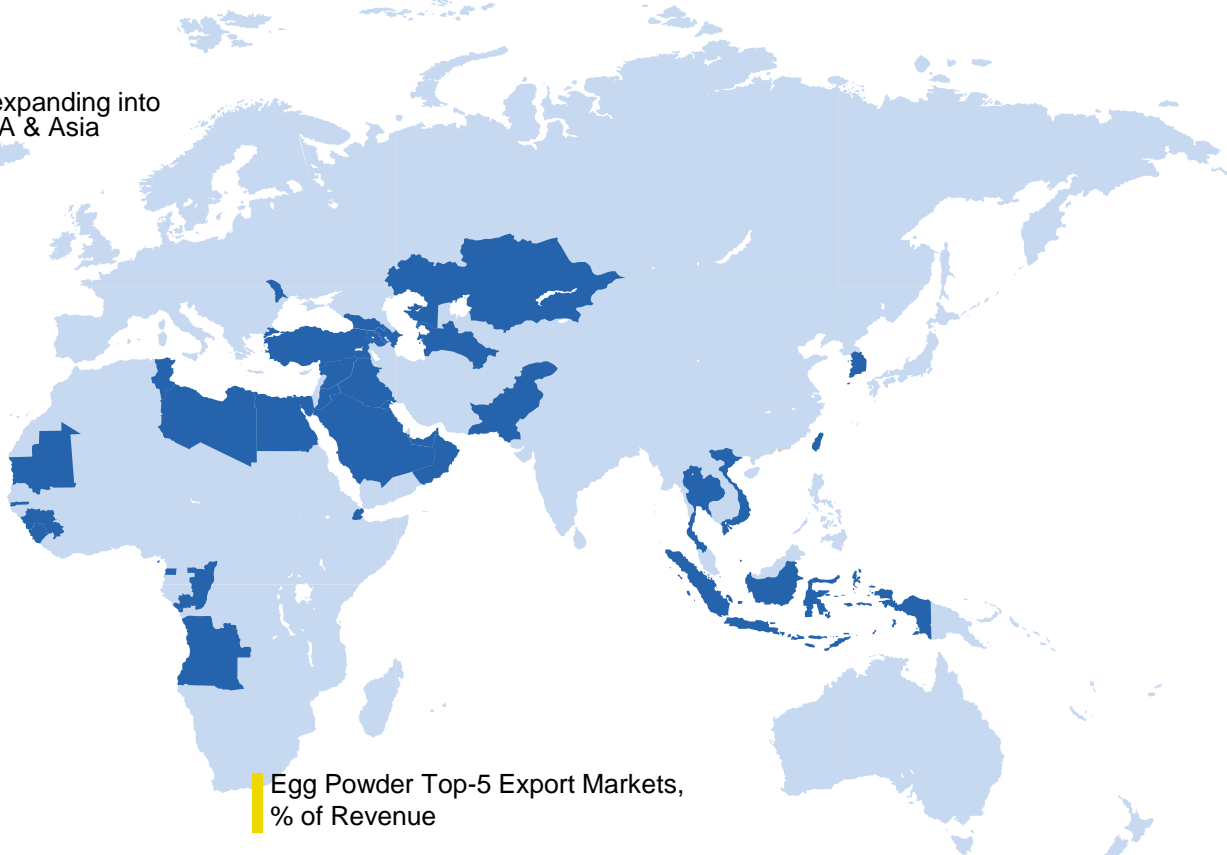 expanding into
A & Asia
Egg Powder Top-5 Export Markets,
% of Revenue